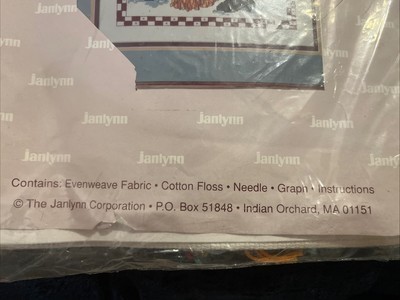 Janlynn
Janlynn
Janlynn Janlynn
Janlynn Janlynn Janlynn
Janlynn Janlynn Janlynn
Contains: Evenweave Fabric • Cotton Floss • Needle • Graph • Instructions
© The Janlynn Corporation • P.O. Box 51848 • Indian Orchard, MA 01151